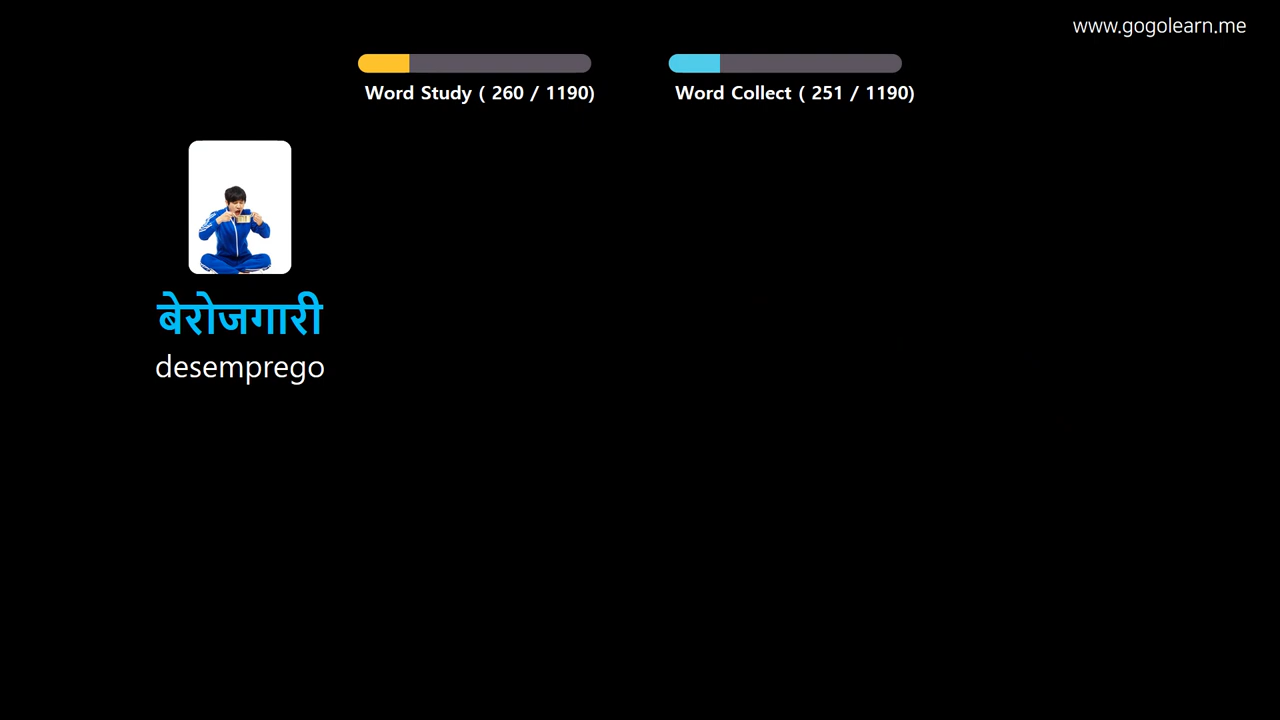 www.gogolearn.me
Word Study ( 260 / 1190)
Word Collect ( 251 / 1190)
बेरोजगारी
desemprego